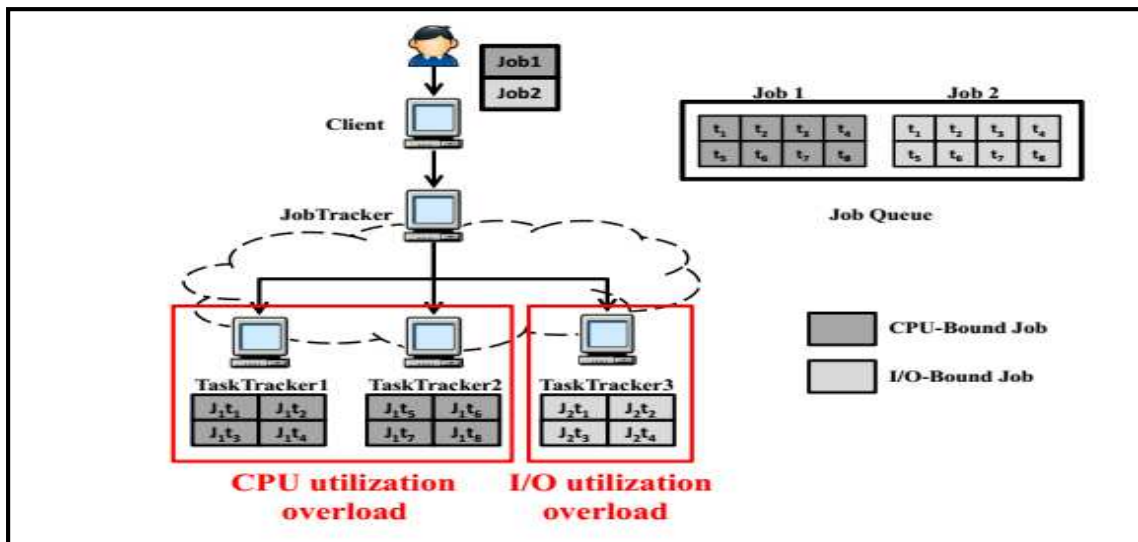 Job1
Job2
Client
JobTracker
Job 1
Job 2
t₁ t₂ t₃ t₄
t₅ t₆ t₇ t₈
t₁ t₂ t₃ t₄
t₅ t₆ t₇ t₈
Job Queue
CPU-Bound Job
I/O-Bound Job
TaskTracker1
J₁t₁ J₁t₂
J₁t₃ J₁t₄
TaskTracker2
J₁t₅ J₁t₆
J₁t₇ J₁t₈
TaskTracker3
J₂t₁ J₂t₂
J₂t₃ J₂t₄
CPU utilization
overload
I/O utilization
overload